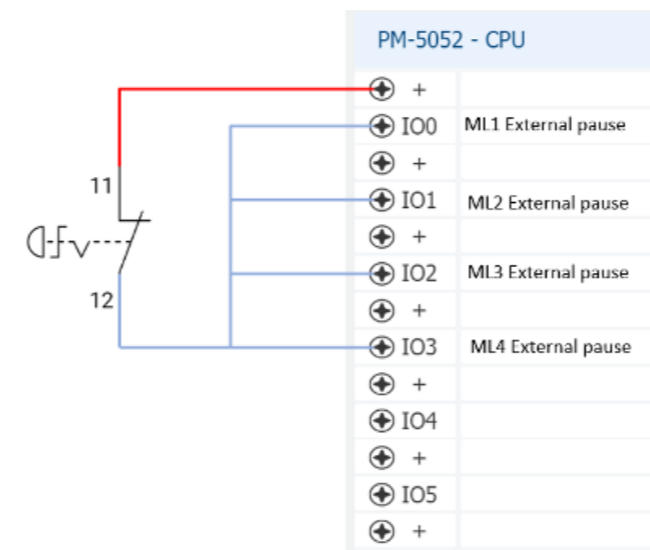 PM-5052 - CPU
+
IO0 ML1 External pause
+
11
IO1 ML2 External pause
+
IO2 ML3 External pause
12
+
IO3 ML4 External pause
+
IO4
+
IO5
+